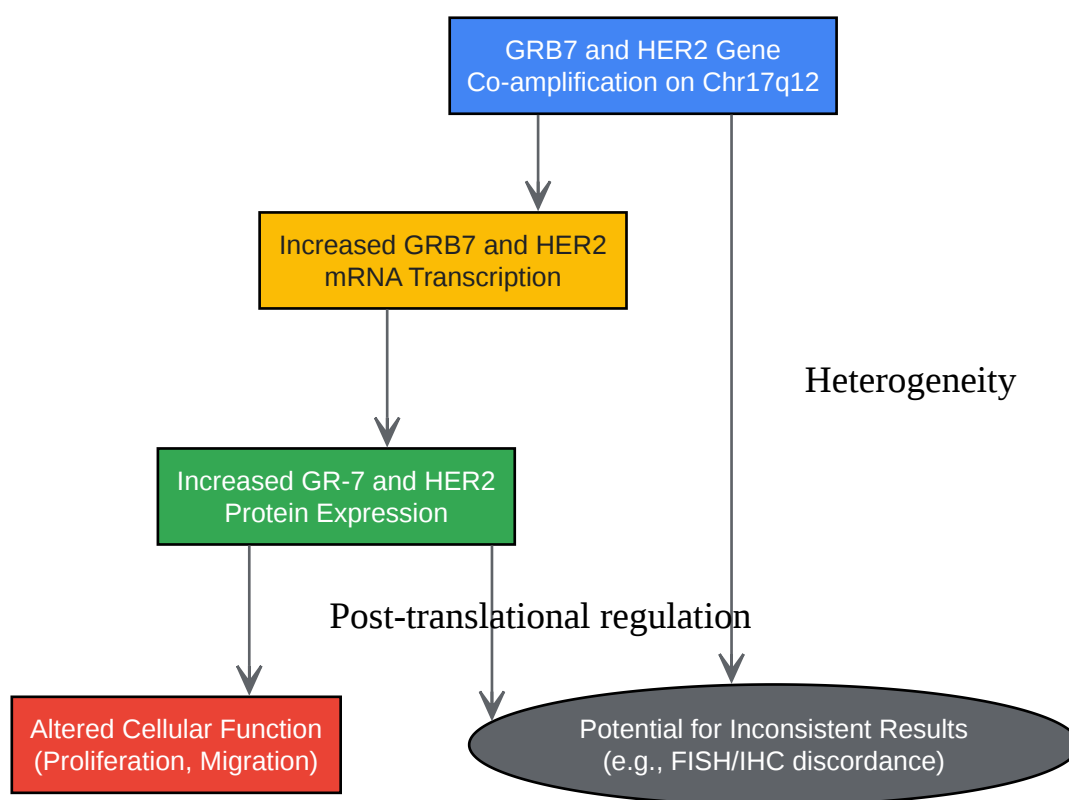 GRB7 and HER2 Gene
Co-amplification on Chr17q12
Increased GRB7 and HER2
mRNA Transcription
Heterogeneity
Increased GR-7 and HER2
Protein Expression
Post-translational regulation
Altered Cellular Function
(Proliferation, Migration)
Potential for Inconsistent Results
(e.g., FISH/IHC discordance)